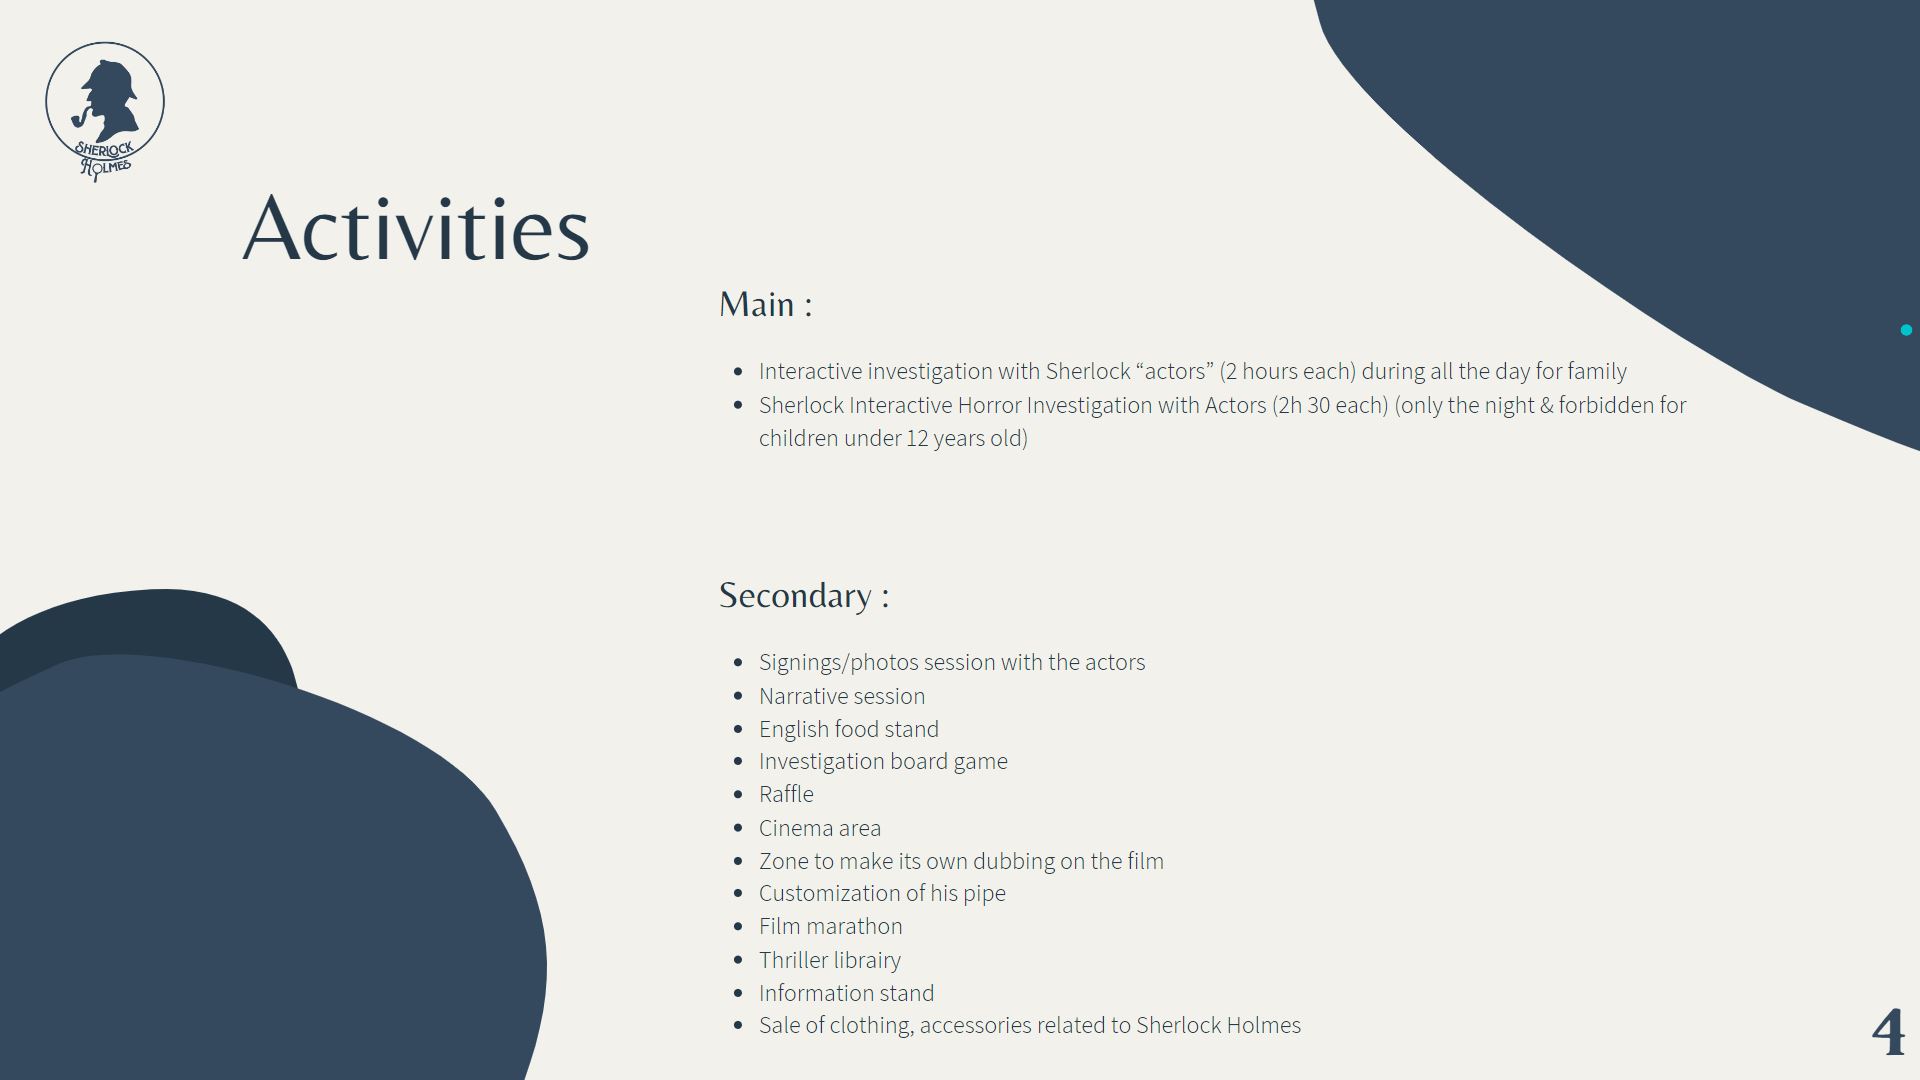 SHERLOCK
HOLMES
Activities
Main :
• Interactive investigation with Sherlock “actors” (2 hours each) during all the day for family
• Sherlock Interactive Horror Investigation with Actors (2h 30 each) (only the night & forbidden for
children under 12 years old)
Secondary :
• Signings/photos session with the actors
• Narrative session
• English food stand
• Investigation board game
• Raffle
• Cinema area
• Zone to make its own dubbing on the film
• Customization of his pipe
• Film marathon
• Thriller librairy
• Information stand
• Sale of clothing, accessories related to Sherlock Holmes
4